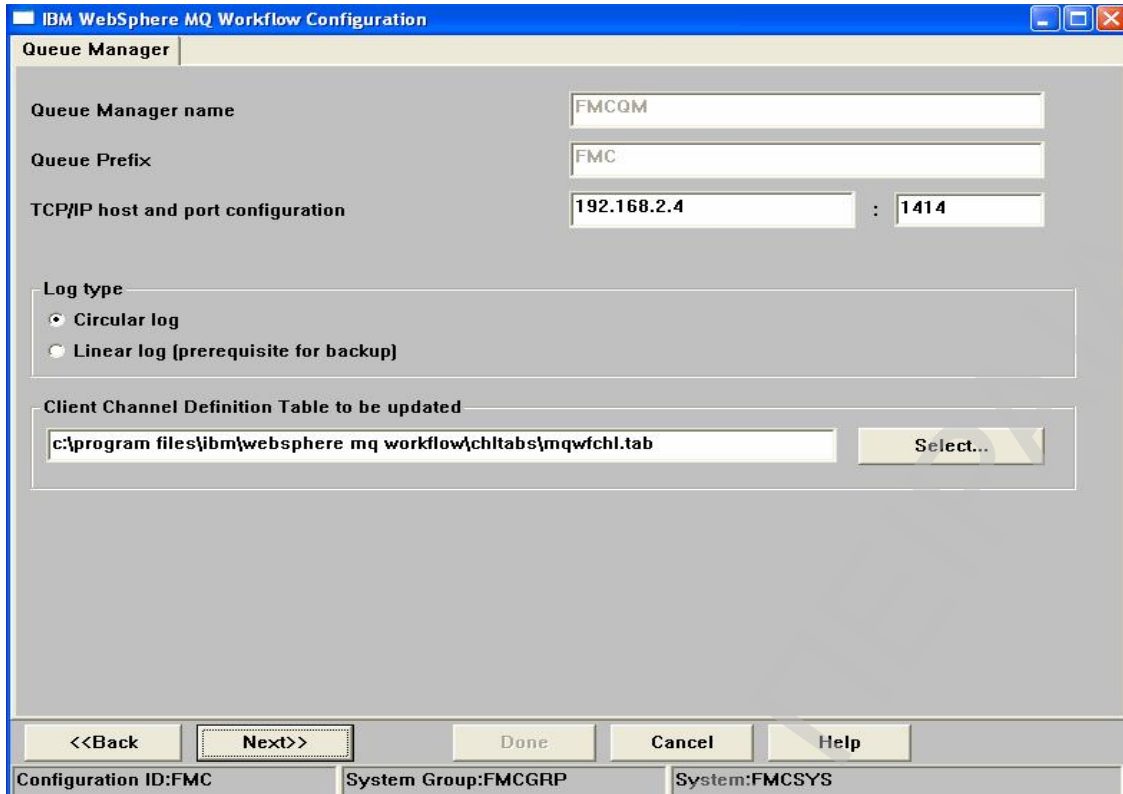 IBM WebSphere MQ Workflow Configuration
Queue Manager
Queue Manager name FMCQM
Queue Prefix FMC
TCP/IP host and port configuration 192.168.2.4 : 1414
Log type
Circular log
Linear log (prerequisite for backup)
Client Channel Definition Table to be updated
c:\program files\ibm\websphere mq workflow\chltabs\mqwfchl.tab Select...
<<Back Next>> Done Cancel Help
Configuration ID:FMC System Group:FMCGRP System:FMCSYS